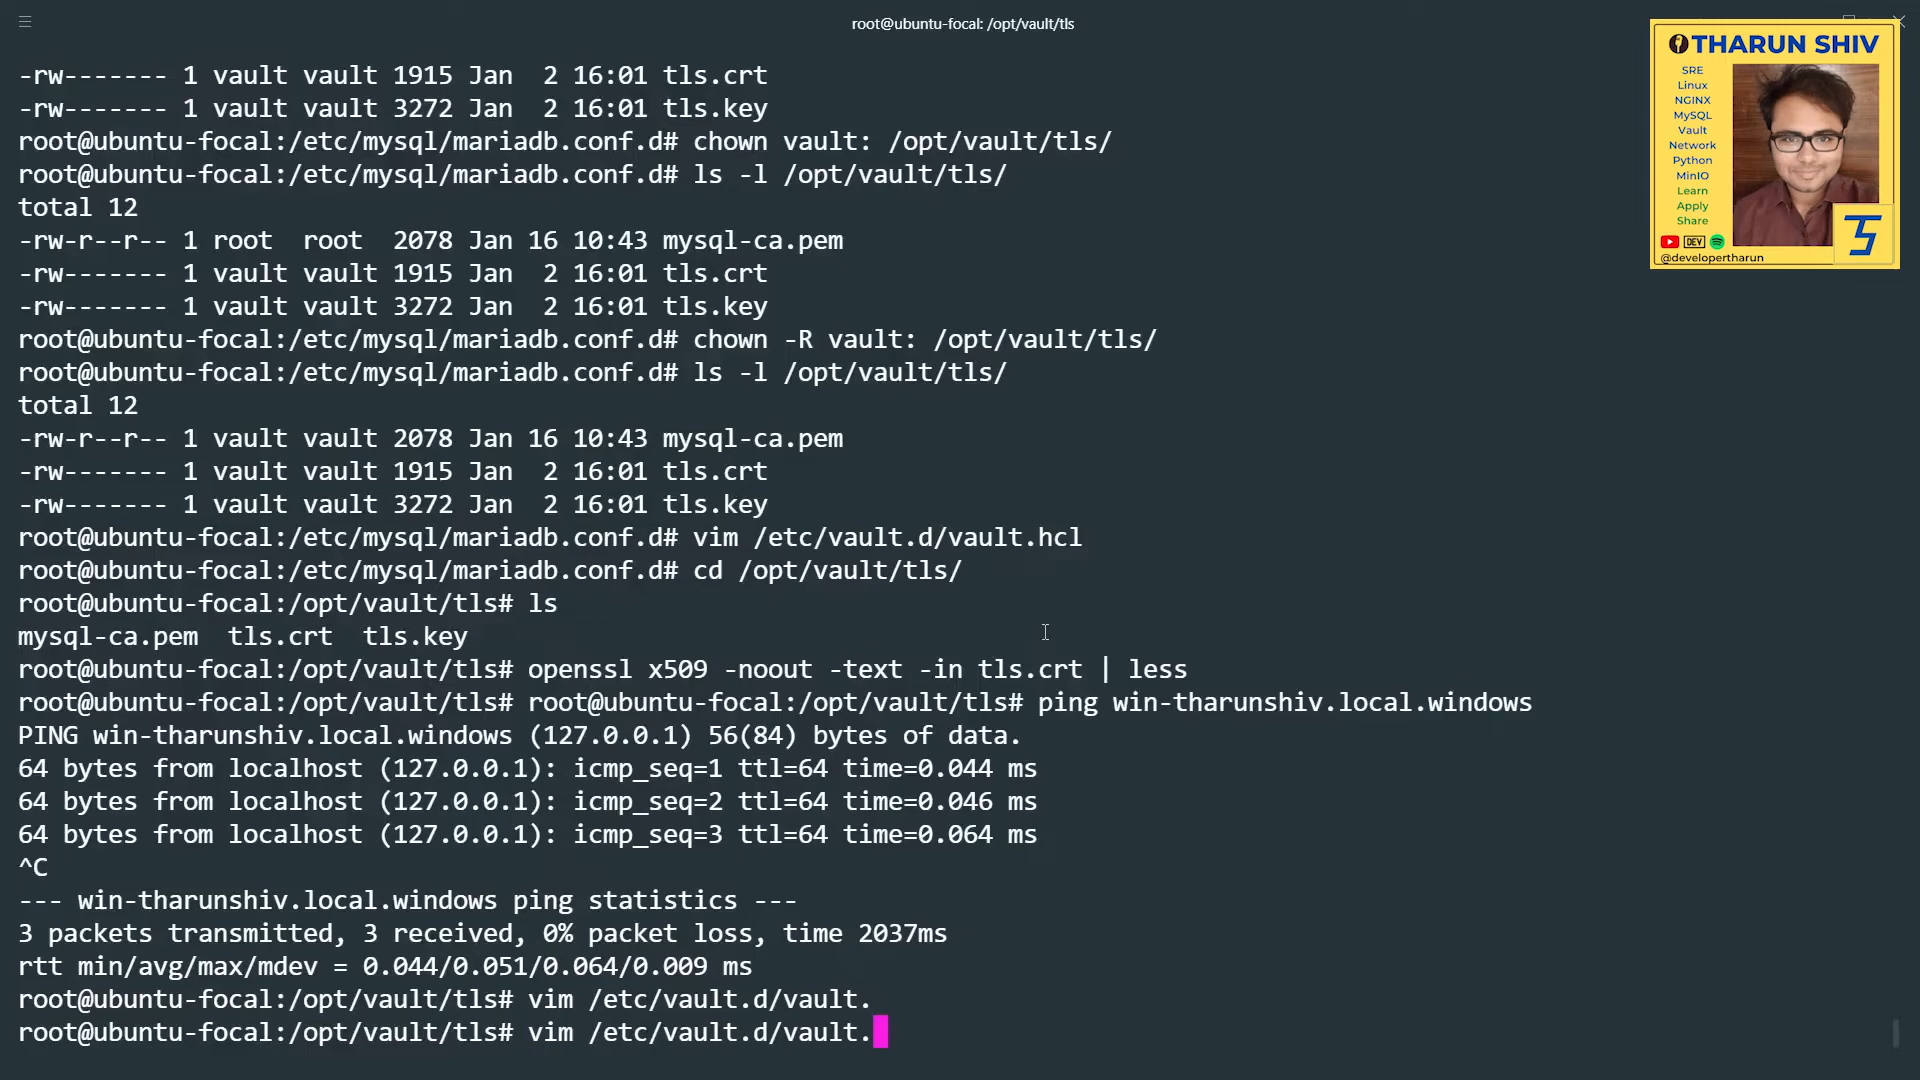 root@ubuntu-focal: /opt/vault/tls
-rw------- 1 vault vault 1915 Jan  2 16:01 tls.crt
-rw------- 1 vault vault 3272 Jan  2 16:01 tls.key
root@ubuntu-focal:/etc/mysql/mariadb.conf.d# chown vault: /opt/vault/tls/
root@ubuntu-focal:/etc/mysql/mariadb.conf.d# ls -l /opt/vault/tls/
total 12
-rw-r--r-- 1 root  root  2078 Jan 16 10:43 mysql-ca.pem
-rw------- 1 vault vault 1915 Jan  2 16:01 tls.crt
-rw------- 1 vault vault 3272 Jan  2 16:01 tls.key
root@ubuntu-focal:/etc/mysql/mariadb.conf.d# chown -R vault: /opt/vault/tls/
root@ubuntu-focal:/etc/mysql/mariadb.conf.d# ls -l /opt/vault/tls/
total 12
-rw-r--r-- 1 vault vault 2078 Jan 16 10:43 mysql-ca.pem
-rw------- 1 vault vault 1915 Jan  2 16:01 tls.crt
-rw------- 1 vault vault 3272 Jan  2 16:01 tls.key
root@ubuntu-focal:/etc/mysql/mariadb.conf.d# vim /etc/vault.d/vault.hcl
root@ubuntu-focal:/etc/mysql/mariadb.conf.d# cd /opt/vault/tls/
root@ubuntu-focal:/opt/vault/tls# ls
mysql-ca.pem  tls.crt  tls.key
root@ubuntu-focal:/opt/vault/tls# openssl x509 -noout -text -in tls.crt | less
root@ubuntu-focal:/opt/vault/tls# root@ubuntu-focal:/opt/vault/tls# ping win-tharunshiv.local.windows
PING win-tharunshiv.local.windows (127.0.0.1) 56(84) bytes of data.
64 bytes from localhost (127.0.0.1): icmp_seq=1 ttl=64 time=0.044 ms
64 bytes from localhost (127.0.0.1): icmp_seq=2 ttl=64 time=0.046 ms
64 bytes from localhost (127.0.0.1): icmp_seq=3 ttl=64 time=0.064 ms
^C
--- win-tharunshiv.local.windows ping statistics ---
3 packets transmitted, 3 received, 0% packet loss, time 2037ms
rtt min/avg/max/mdev = 0.044/0.051/0.064/0.009 ms
root@ubuntu-focal:/opt/vault/tls# vim /etc/vault.d/vault.
root@ubuntu-focal:/opt/vault/tls# vim /etc/vault.d/vault.
THARUN SHIV
SRE
Linux
NGINX
MySQL
Vault
Network
Python
MinIO
Learn
Apply
Share
DEV
TS
@developertharun